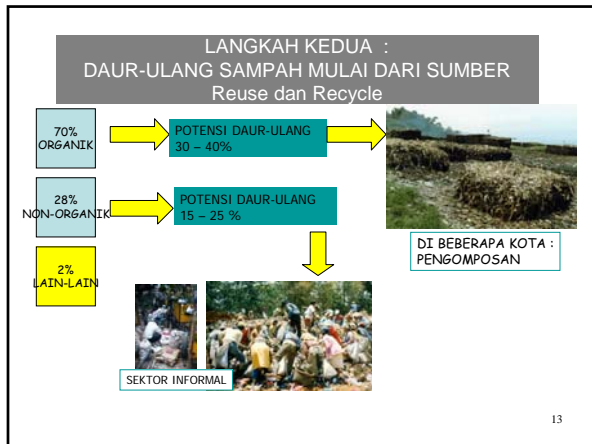 LANGKAH KEDUA :
DAUR-ULANG SAMPAH MULAI DARI SUMBER
Reuse dan Recycle
70%
ORGANIK
POTENSI DAUR-ULANG
30 – 40%
28%
NON-ORGANIK
POTENSI DAUR-ULANG
15 – 25 %
2%
LAIN-LAIN
DI BEBERAPA KOTA :
PENGOMPOSAN
SEKTOR INFORMAL
13